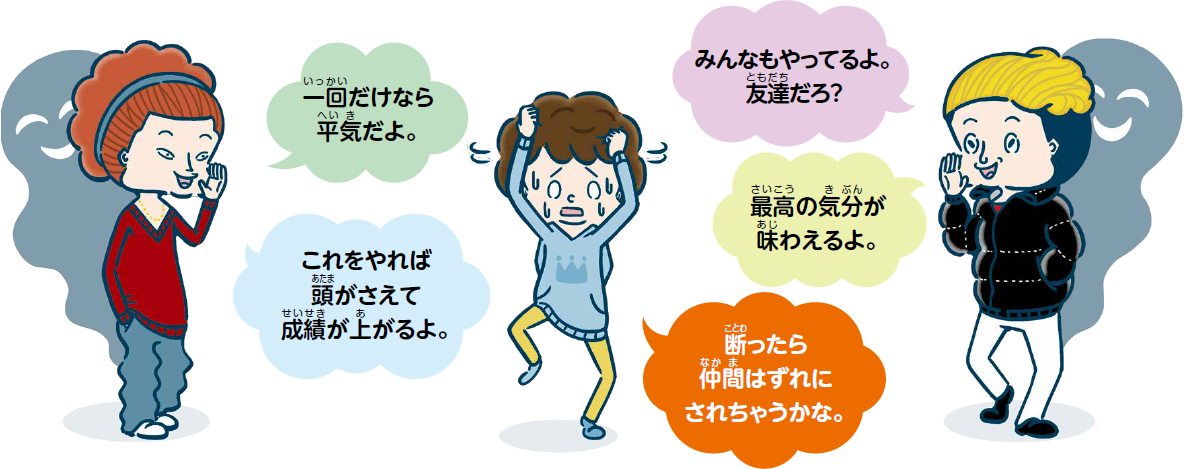 一回だけなら
平気だよ。
これをやれば
頭がさえて
成績が上がるよ。
みんなもやってるよ。
友達だろ?
最高の気分が
味わえるよ。
断ったら
仲間はずれに
されちゃうかな。